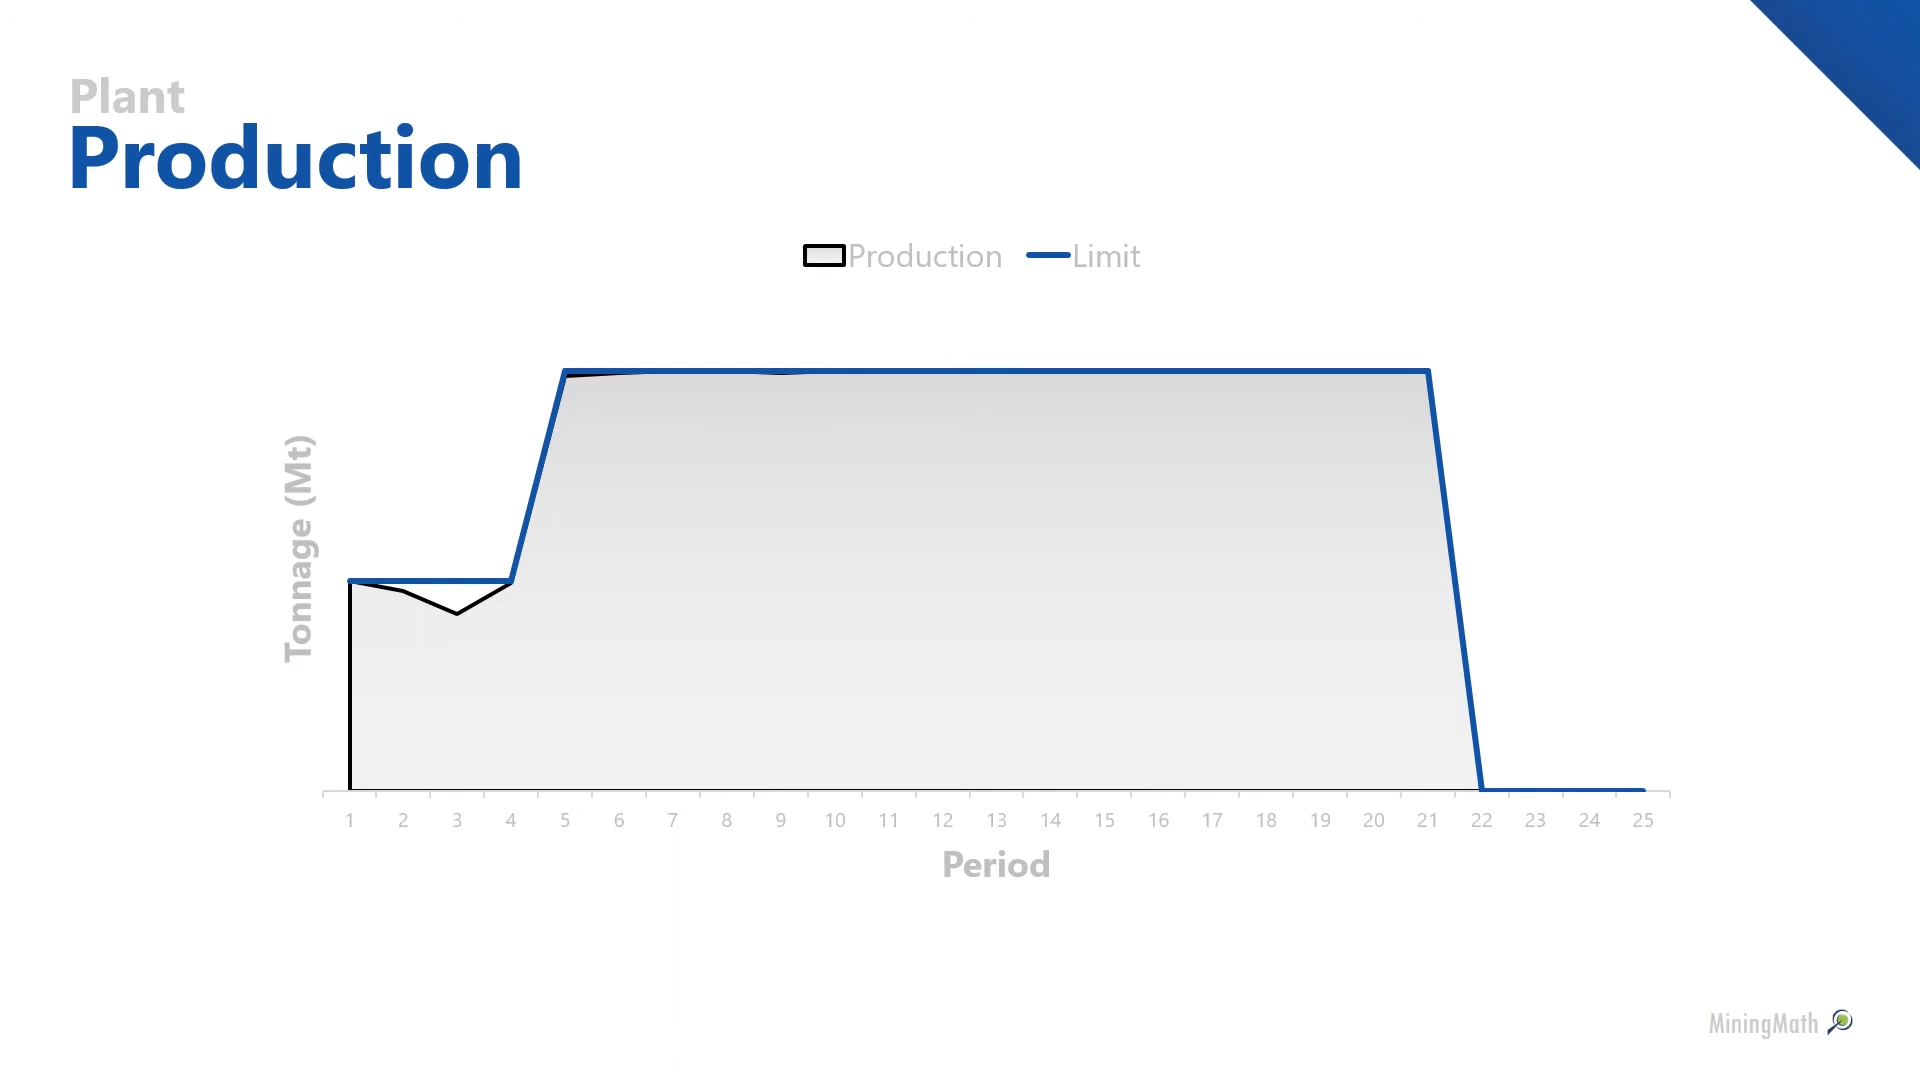 Plant
Production
Production Limit
Tonnage (Mt)
1 2 3 4 5 6 7 8 9 10 11 12 13 14 15 16 17 18 19 20 21 22 23 24 25
Period
MiningMath